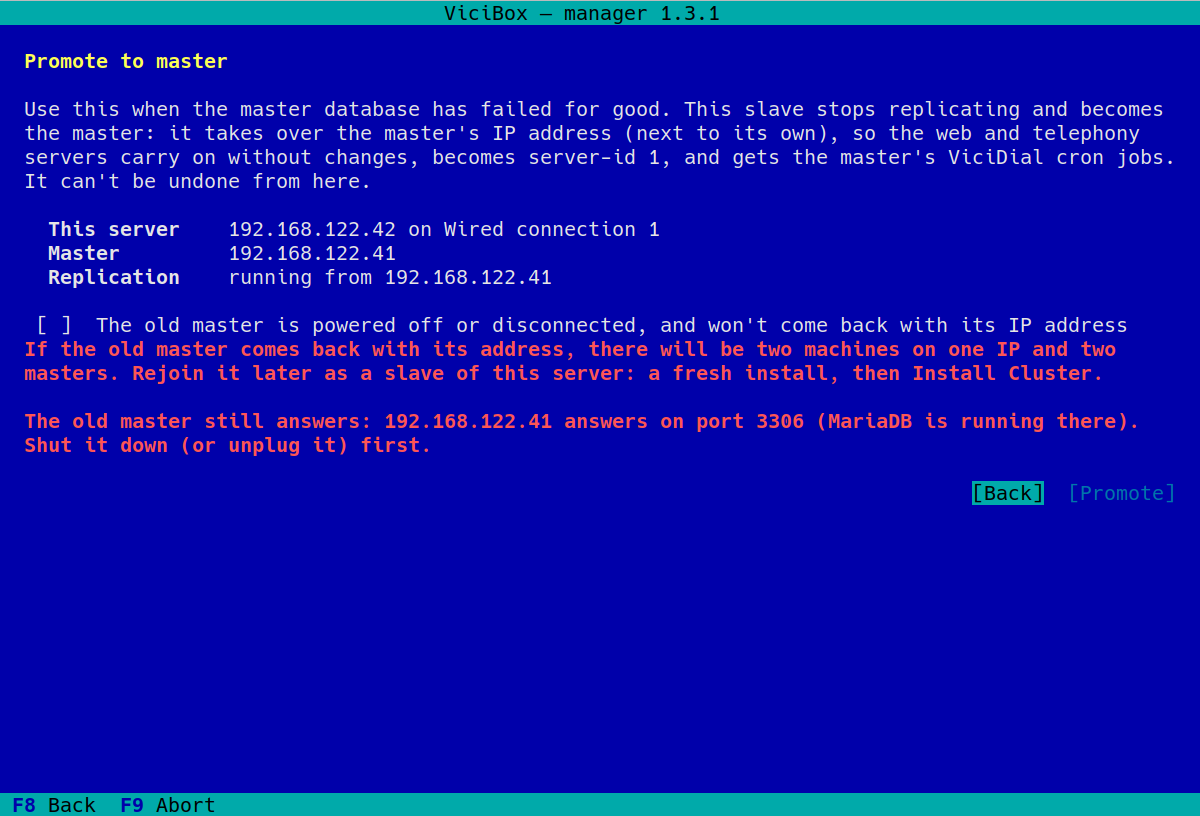 ViciBox — manager 1.3.1
Promote to master
Use this when the master database has failed for good. This slave stops replicating and becomes
the master: it takes over the master's IP address (next to its own), so the web and telephony
servers carry on without changes, becomes server-id 1, and gets the master's ViciDial cron jobs.
It can't be undone from here.
This server    192.168.122.42 on Wired connection 1
Master         192.168.122.41
Replication    running from 192.168.122.41
[ ]  The old master is powered off or disconnected, and won't come back with its IP address
If the old master comes back with its address, there will be two machines on one IP and two
masters. Rejoin it later as a slave of this server: a fresh install, then Install Cluster.
The old master still answers: 192.168.122.41 answers on port 3306 (MariaDB is running there).
Shut it down (or unplug it) first.
[Back]  [Promote]
F8 Back  F9 Abort